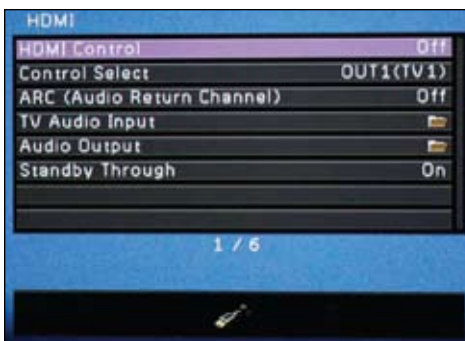 HDMI
HDMI Control Off
Control Select OUT1(TV1)
ARC (Audio Return Channel) Off
TV Audio Input
Audio Output
Standby Through On
1 / 6